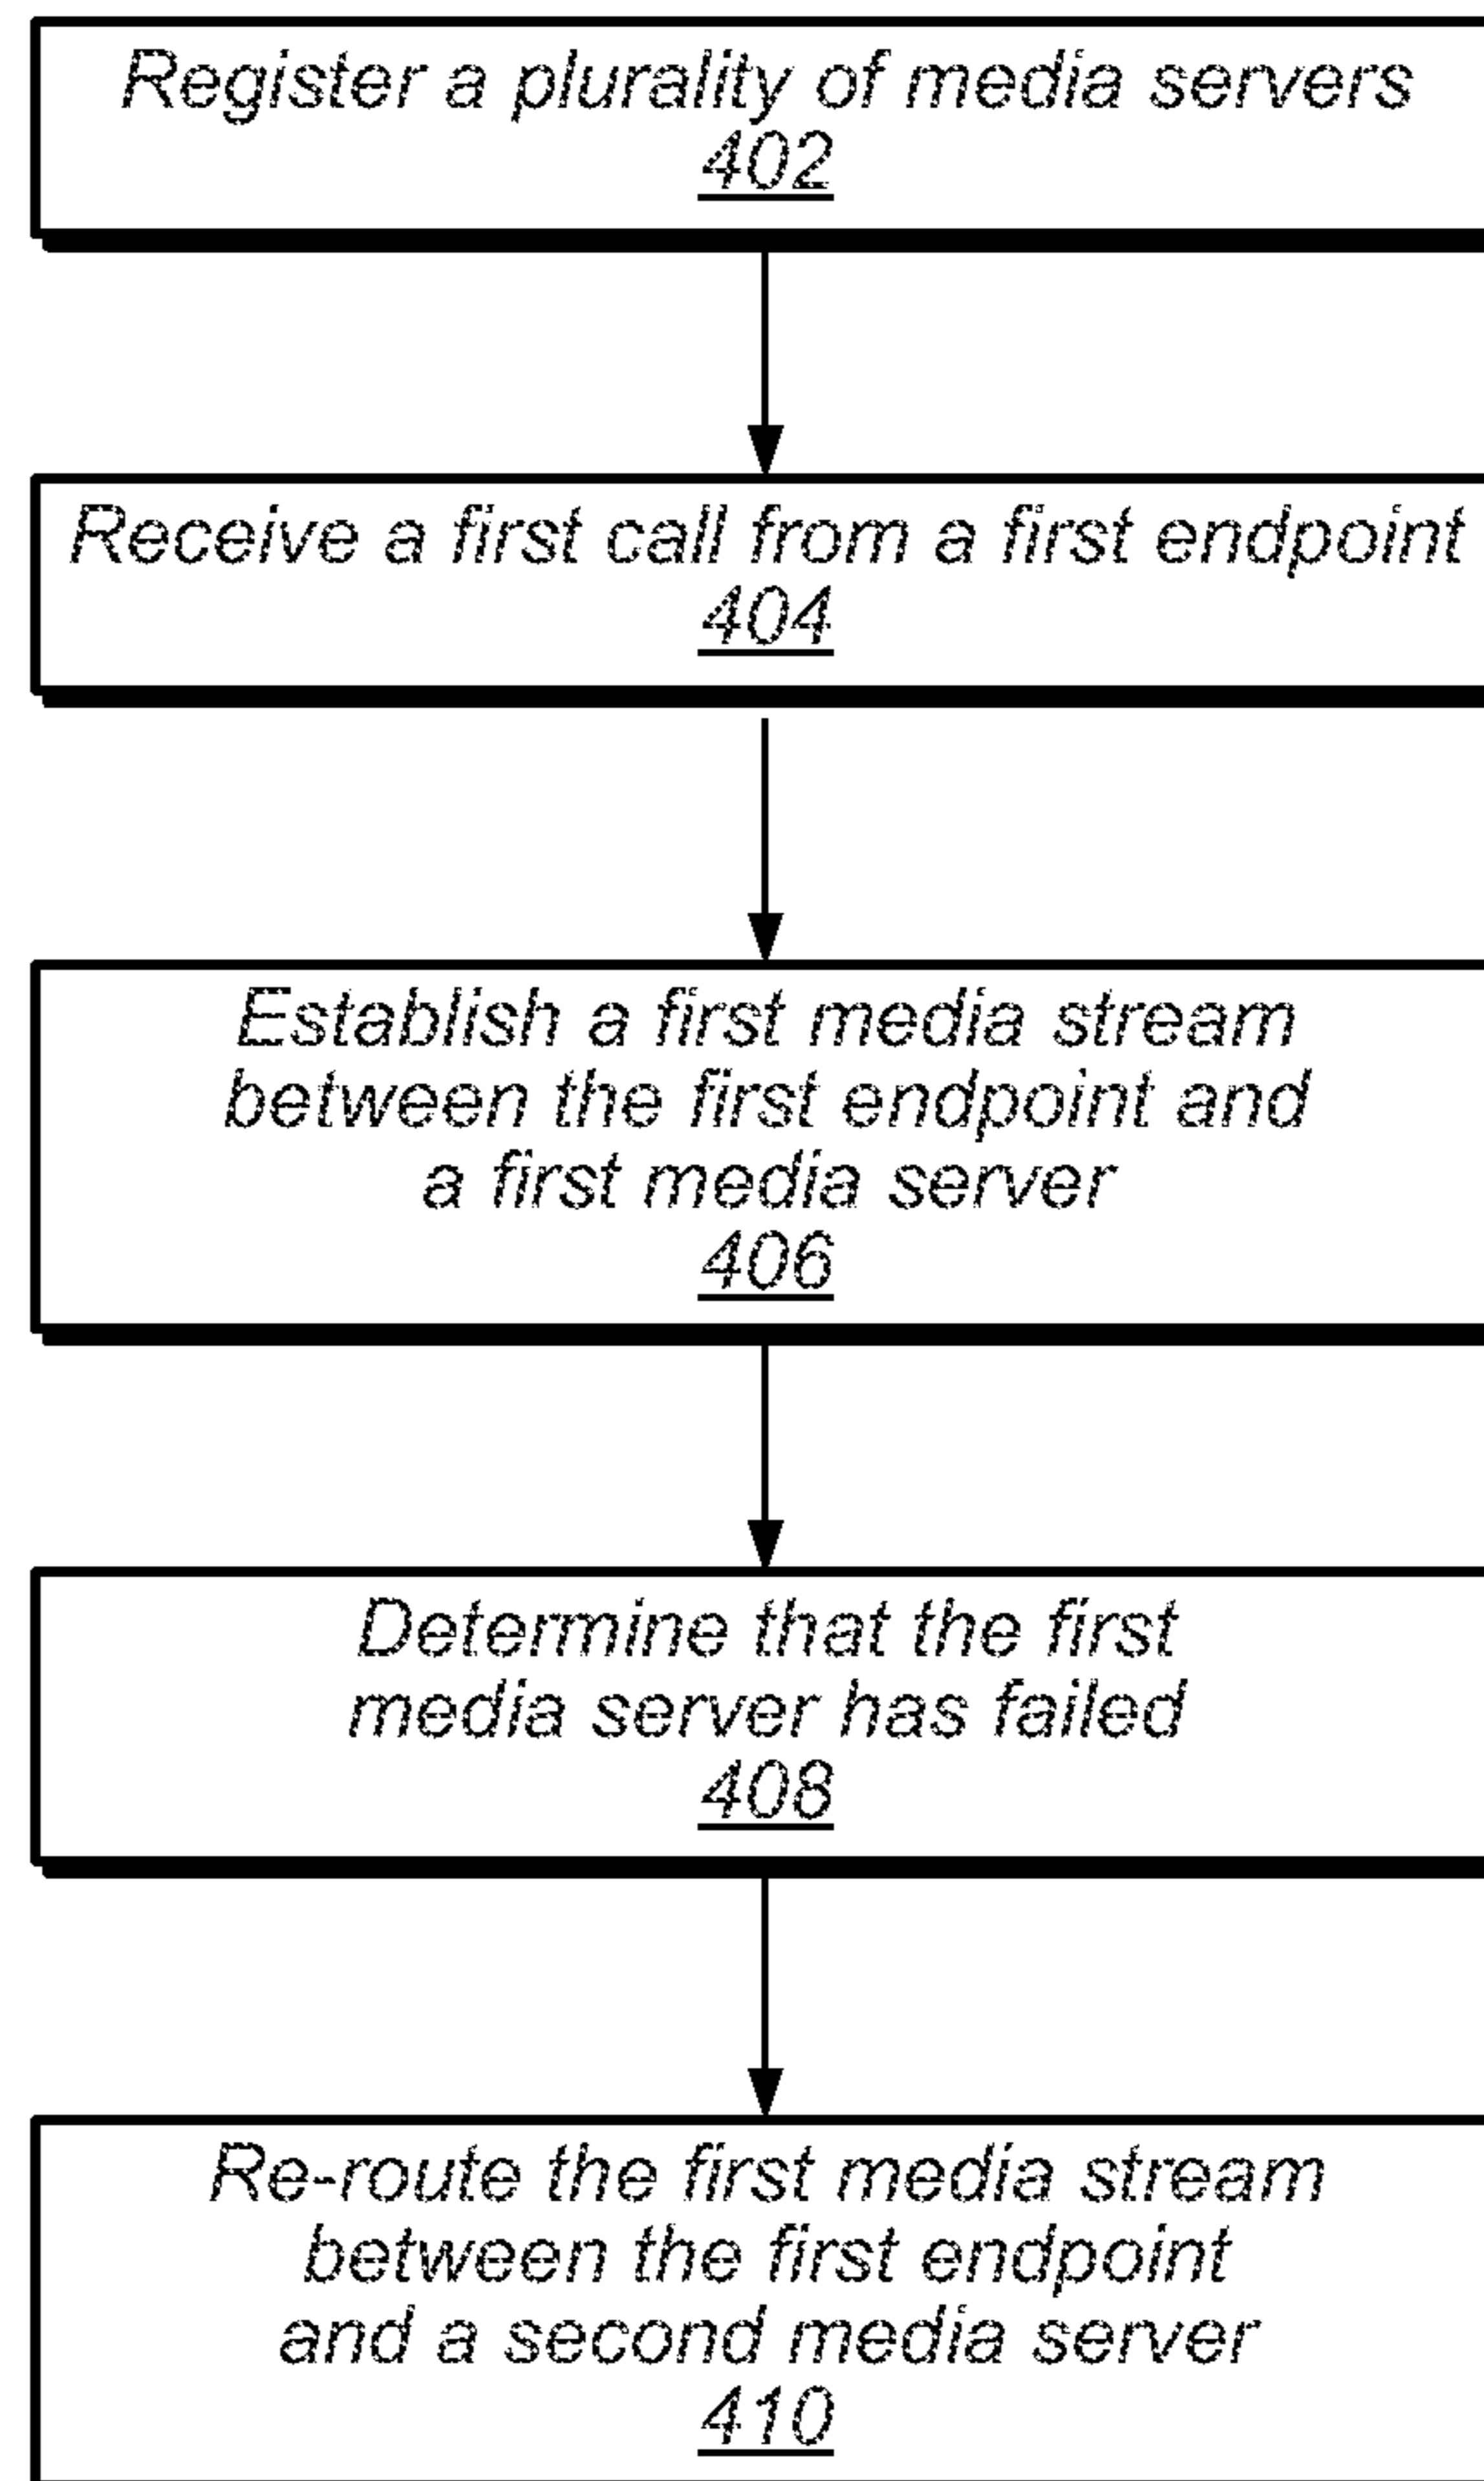 Register a plurality of media servers
402
Receive a first call from a first endpoint
404
Establish a first media stream
between the first endpoint and
a first media server
406
Determine that the first
media server has failed
408
Re-route the first media stream
between the first endpoint
and a second media server
410